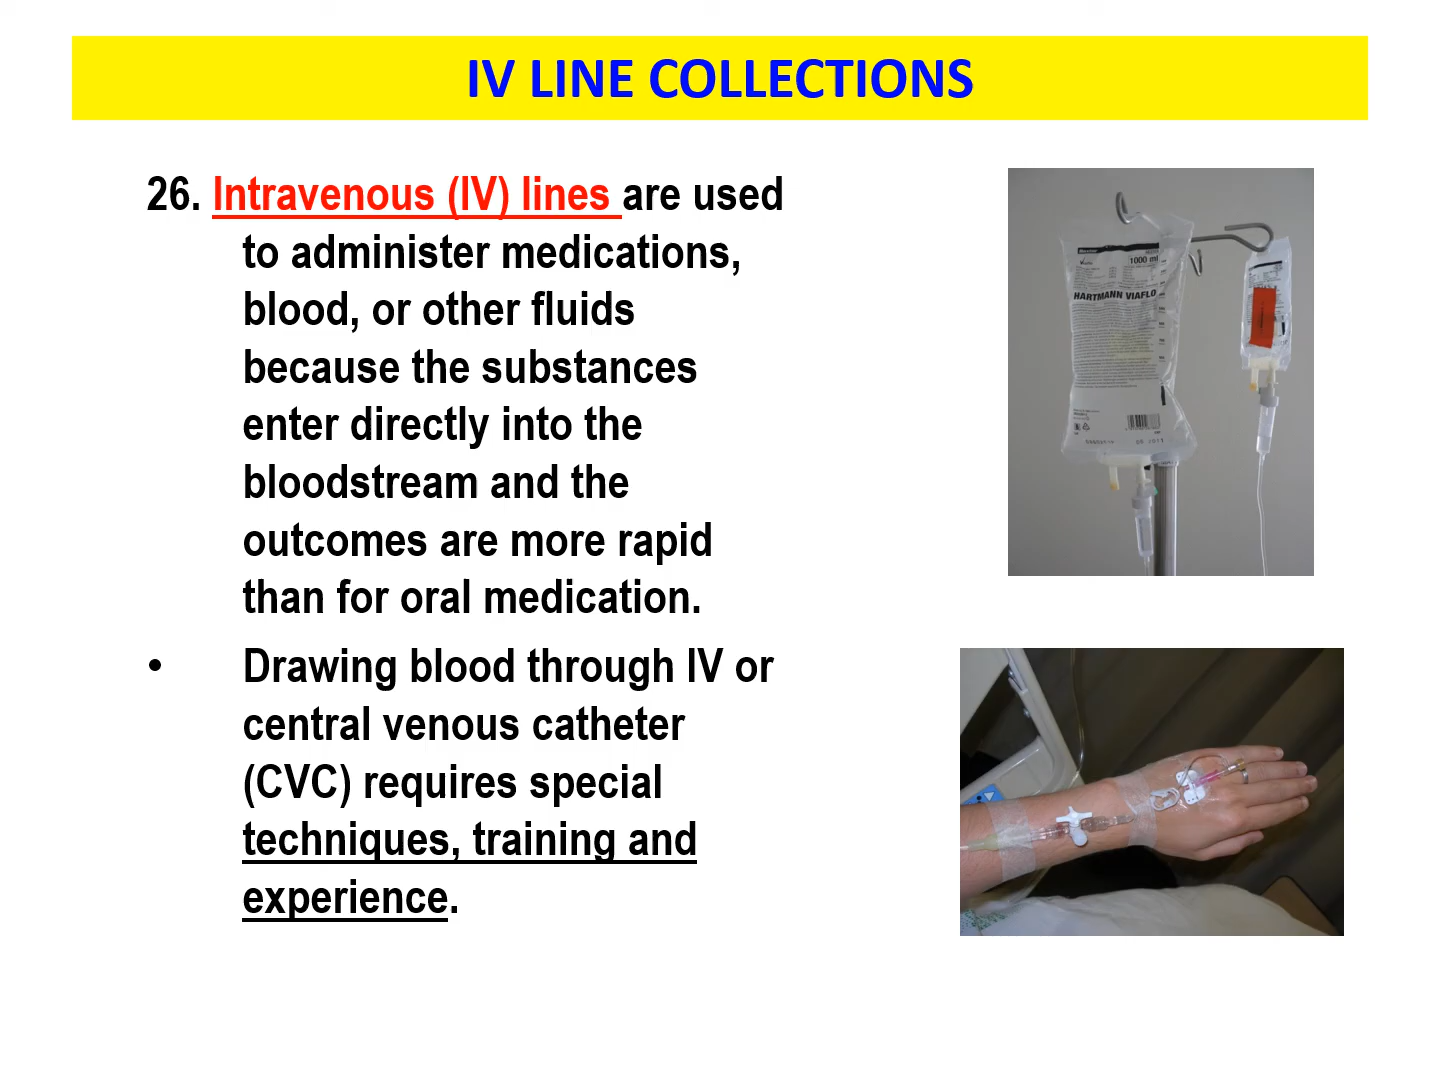 IV LINE COLLECTIONS
26. Intravenous (IV) lines are used
to administer medications,
blood, or other fluids
because the substances
enter directly into the
bloodstream and the
outcomes are more rapid
than for oral medication.
• Drawing blood through IV or
central venous catheter
(CVC) requires special
techniques, training and
experience.
1000 ml
HARTMANN VIAFLO